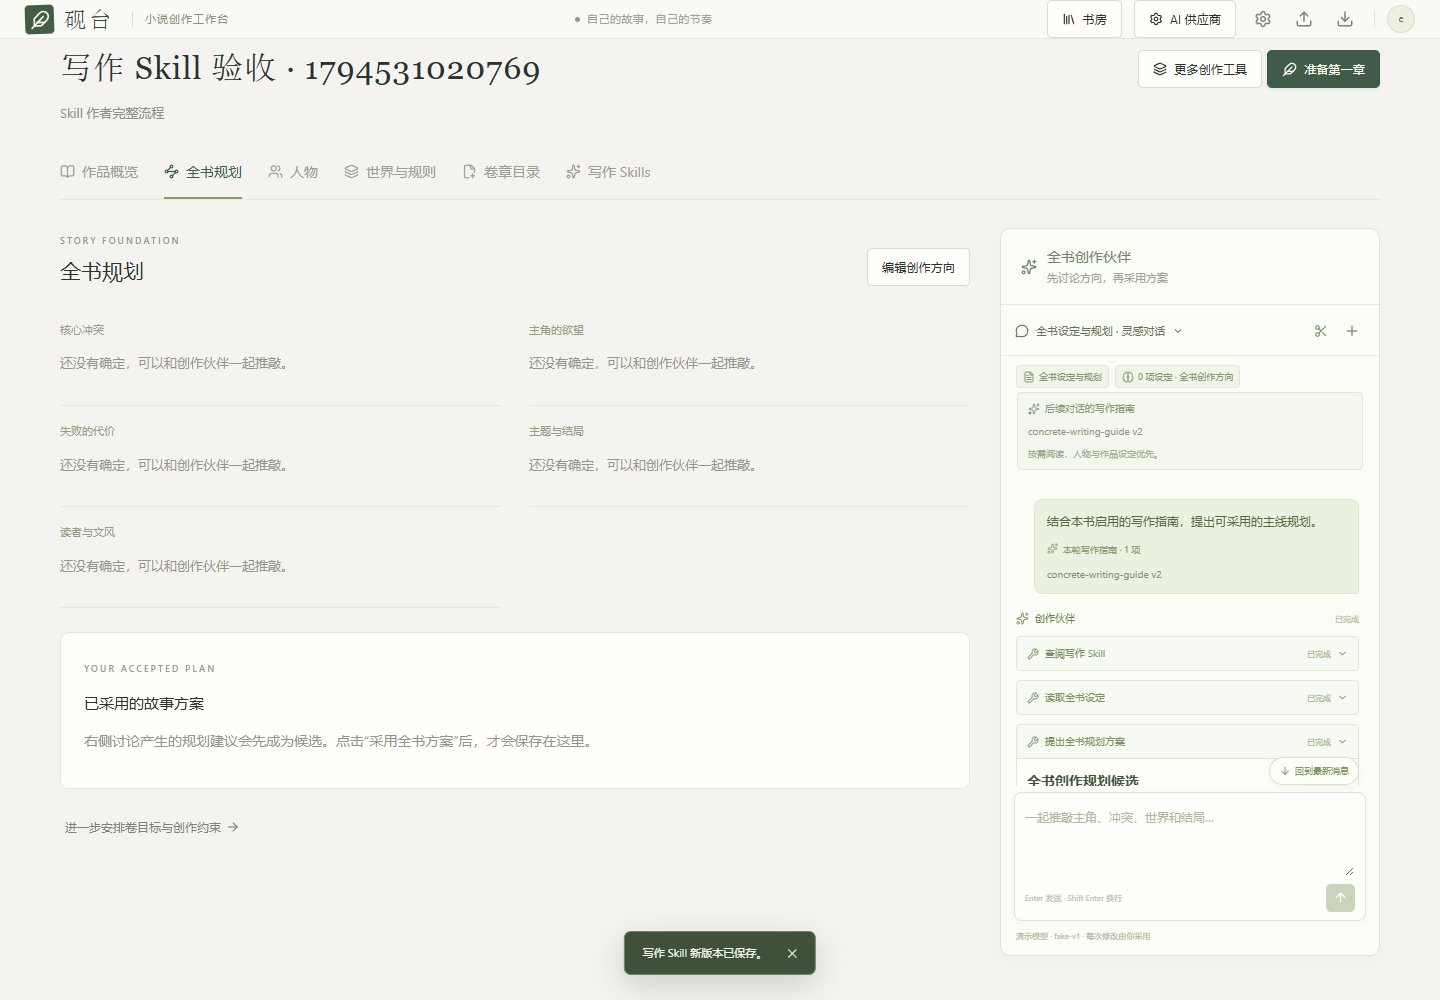 砚台
小说创作工作台
自己的故事，自己的节奏
书房
AI 供应商
c
写作 Skill 验收 · 1794531020769
更多创作工具
准备第一章
Skill 作者完整流程
作品概览
全书规划
人物
世界与规则
卷章目录
写作 Skills
STORY FOUNDATION
全书规划
编辑创作方向
核心冲突
还没有确定，可以和创作伙伴一起推敲。
主角的欲望
还没有确定，可以和创作伙伴一起推敲。
失败的代价
还没有确定，可以和创作伙伴一起推敲。
主题与结局
还没有确定，可以和创作伙伴一起推敲。
读者与文风
还没有确定，可以和创作伙伴一起推敲。
YOUR ACCEPTED PLAN
已采用的故事方案
右侧讨论产生的规划建议会先成为候选。点击“采用全书方案”后，才会保存在这里。
进一步安排卷目标与创作约束
全书创作伙伴
先讨论方向，再采用方案
全书设定与规划 · 灵感对话
全书设定与规划
0 项设定 · 全书创作方向
后续对话的写作指南
concrete-writing-guide v2
按需阅读，人物与作品设定优先。
结合本书启用的写作指南，提出可采用的主线规划。
本轮写作指南 · 1 项
concrete-writing-guide v2
创作伙伴
已完成
查阅写作 Skill
已完成
读取全书设定
已完成
提出全书规划方案
已完成
全书创作规划候选
回到最新消息
一起推敲主角、冲突、世界和结局...
Enter 发送 · Shift Enter 换行
演示模型 · fake-v1 · 每次修改由你采用
写作 Skill 新版本已保存。